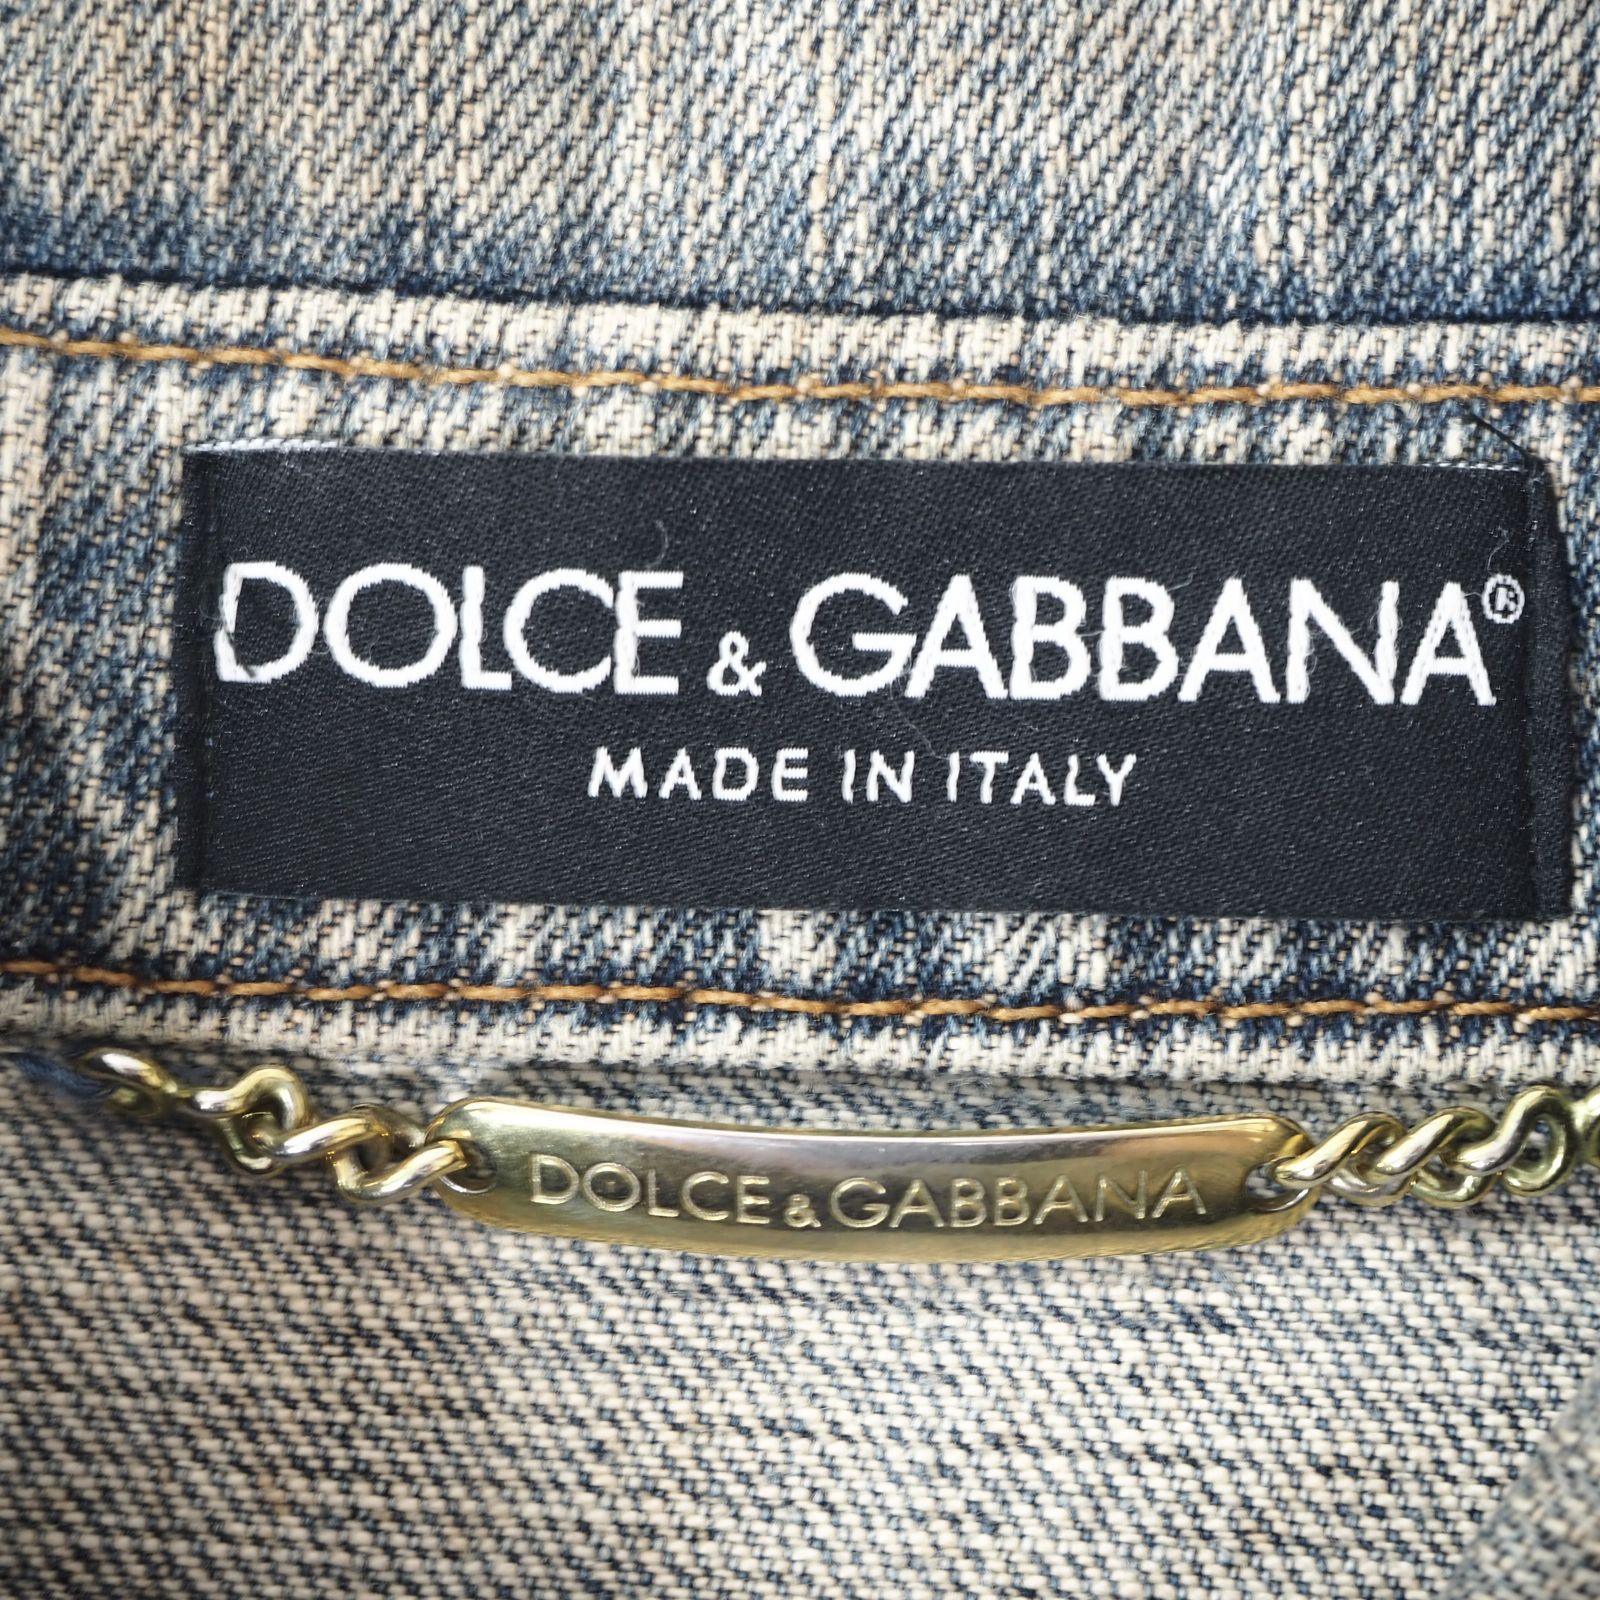 DOLCE & GABBANA®
MADE IN ITALY
DOLCE & GABBANA